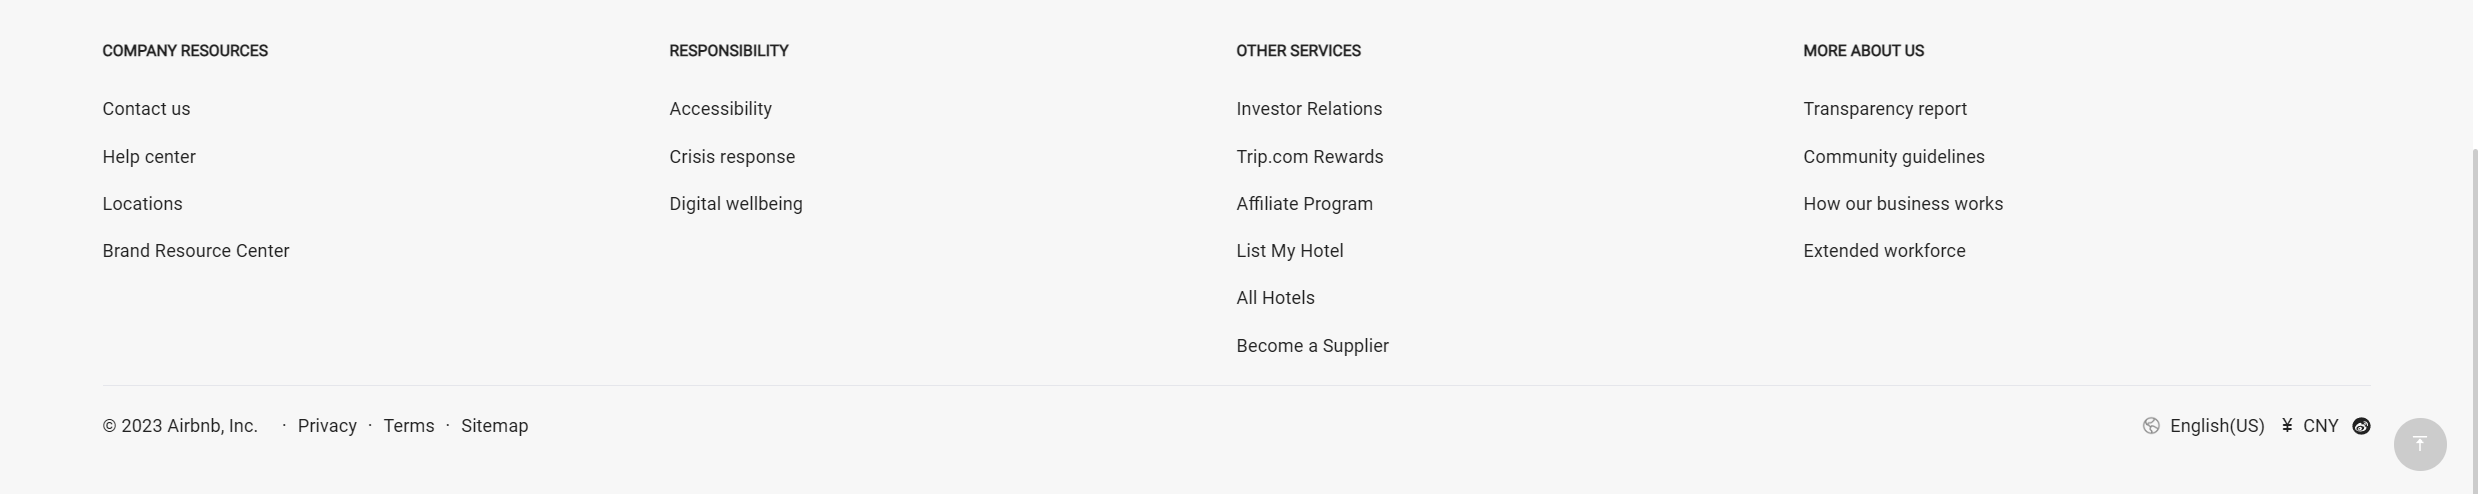 COMPANY RESOURCES
Contact us
Help center
Locations
Brand Resource Center
RESPONSIBILITY
Accessibility
Crisis response
Digital wellbeing
OTHER SERVICES
Investor Relations
Trip.com Rewards
Affiliate Program
List My Hotel
All Hotels
Become a Supplier
MORE ABOUT US
Transparency report
Community guidelines
How our business works
Extended workforce
© 2023 Airbnb, Inc. · Privacy · Terms · Sitemap
English(US) ¥ CNY